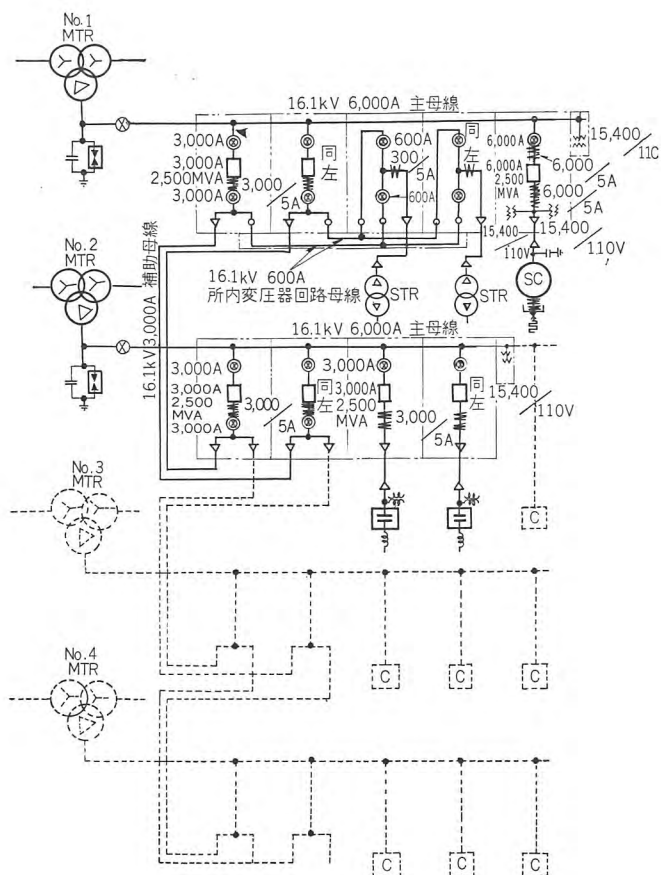 No.1
MTR
16.1kV 6,000A 主母線
3,000A
3,000A
2,500MVA
3,000A
3,000
5A
同左
600A
300
5A
600A
同左
6,000A
6,000A
2,500
MVA
6,000
5A
6,000
5A
15,400
11C
15,400
110V
15,400
110V
SC
16.1kV 600A
所内変圧器回路母線
STR
STR
16.1kV 3,000A 補助母線
No.2
MTR
16.1kV 6,000A 主母線
3,000A
3,000A
2,500
MVA
3,000A
3,000
5A
同左
3,000A
3,000A
2,500
MVA
3,000
5A
同左
15,400
110V
C
No.3
MTR
C
C
C
No.4
MTR
C
C
C